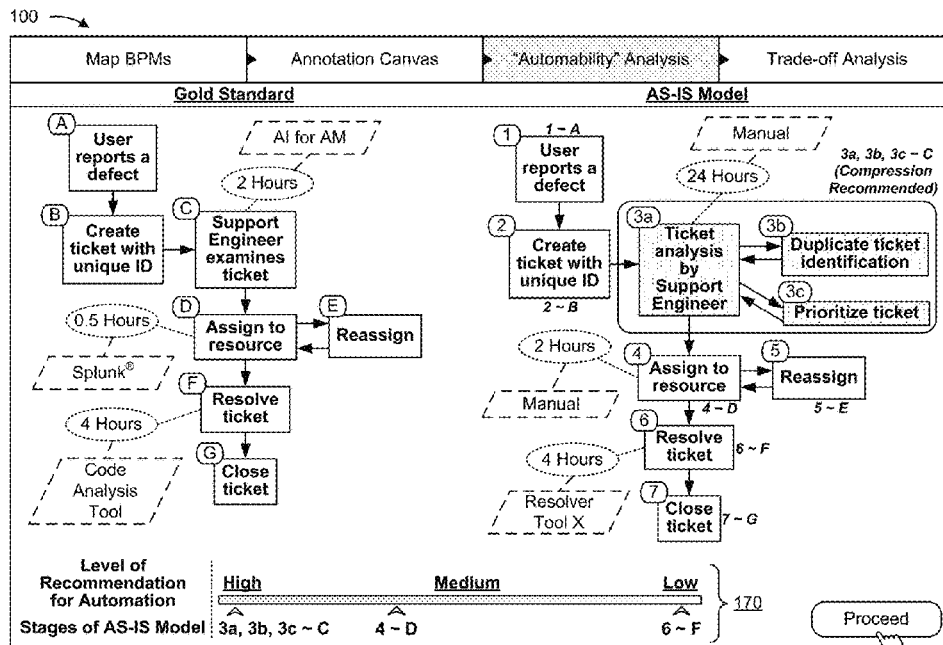 100
Map BPMs
Annotation Canvas
"Automability" Analysis
Trade-off Analysis
Gold Standard
AS-IS Model
A
User
reports a
defect
B
Create
ticket with
unique ID
AI for AM
2 Hours
C
Support
Engineer
examines
ticket
D
Assign to
resource
0.5 Hours
Splunk®
E
Reassign
F
Resolve
ticket
4 Hours
Code
Analysis
Tool
G
Close
ticket
1
1 ~ A
User
reports a
defect
2
Create
ticket with
unique ID
2 ~ B
Manual
24 Hours
3a, 3b, 3c ~ C
(Compression
Recommended)
3a
Ticket
analysis by
Support
Engineer
3b
Duplicate ticket
identification
3c
Prioritize ticket
4
Assign to
resource
4 ~ D
2 Hours
Manual
5
Reassign
5 ~ E
6
Resolve
ticket
6 ~ F
4 Hours
Resolver
Tool X
7
Close
ticket
7 ~ G
Level of
Recommendation
for Automation
High
Medium
Low
170
Stages of AS-IS Model
3a, 3b, 3c ~ C
4 ~ D
6 ~ F
Proceed